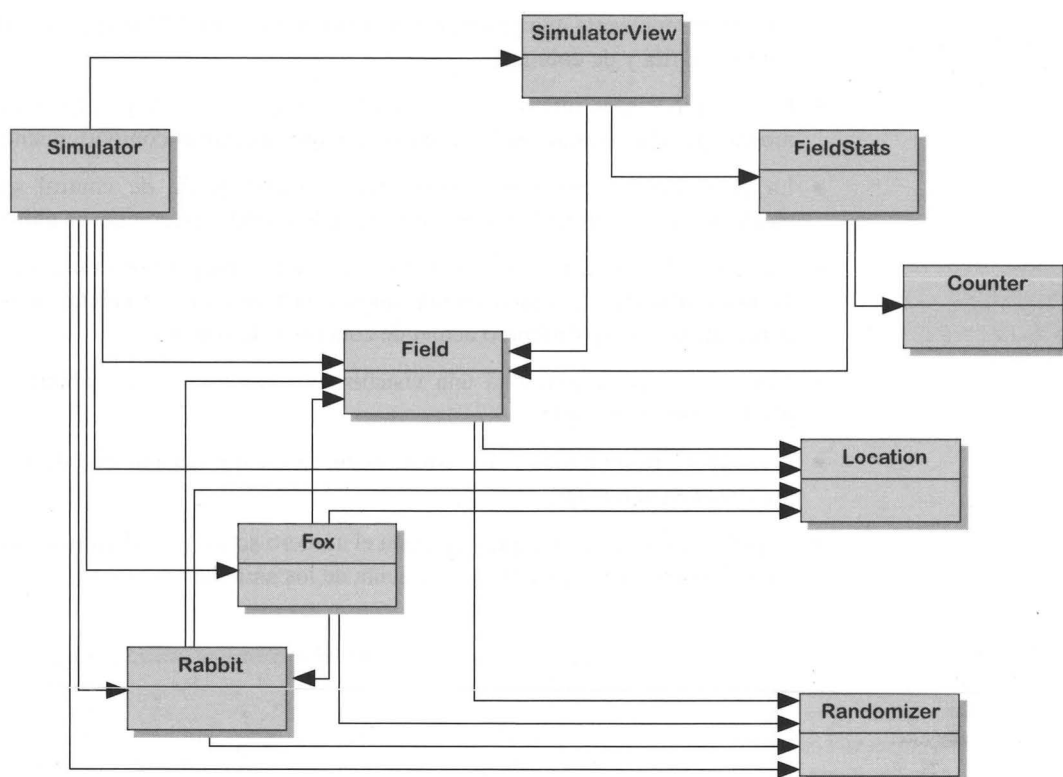 SimulatorView
Simulator
FieldStats
Counter
Field
Location
Fox
Rabbit
Randomizer